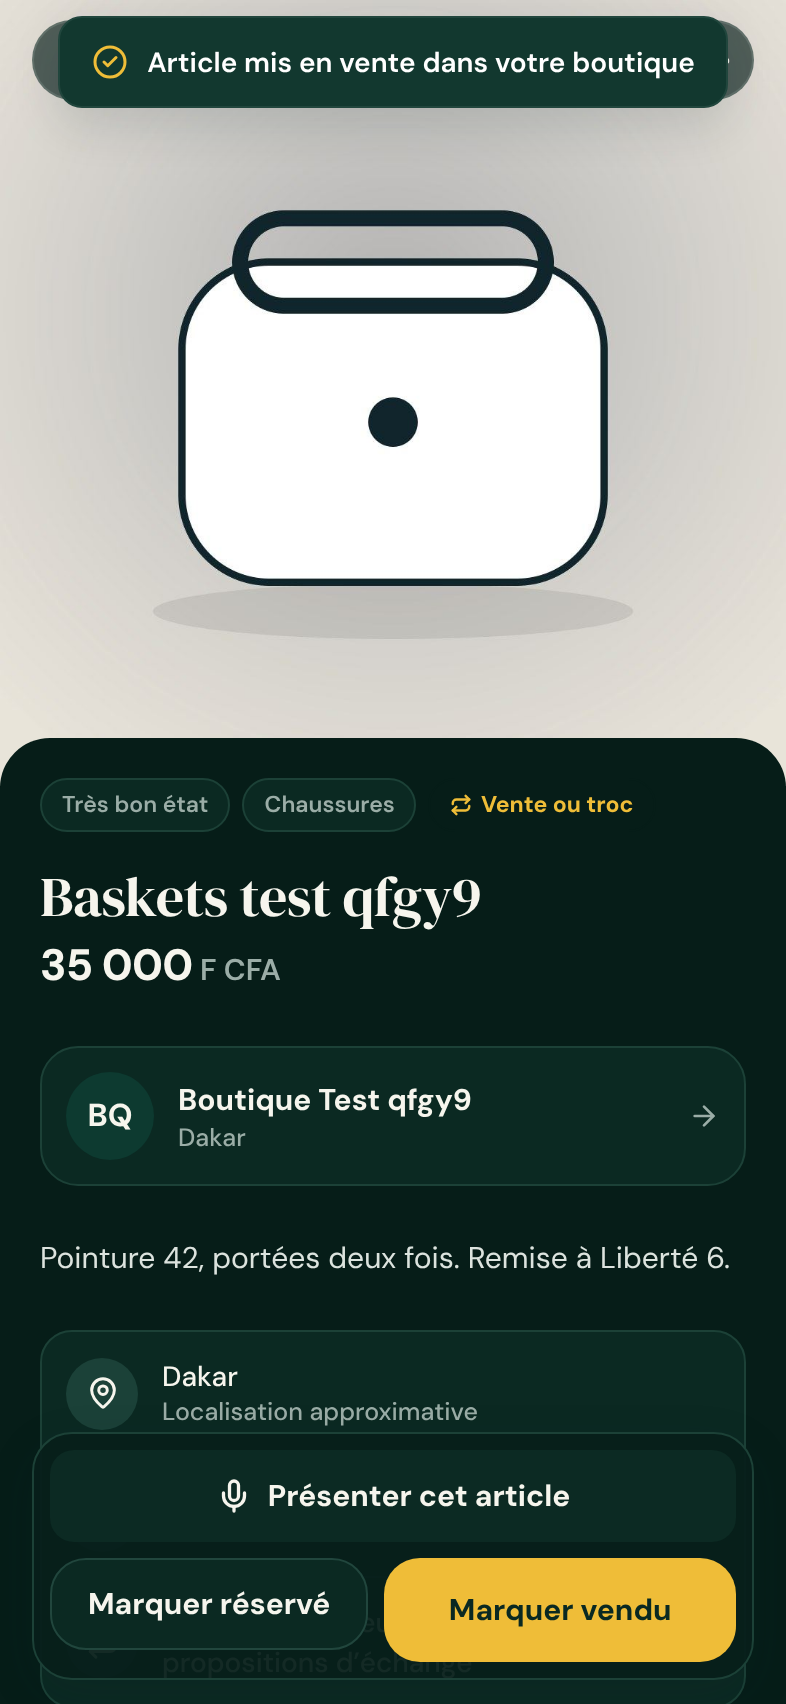 Article mis en vente dans votre boutique
Très bon état
Chaussures
Vente ou troc
Baskets test qfgy9
35 000 F CFA
BQ
Boutique Test qfgy9
Dakar
Pointure 42, portées deux fois. Remise à Liberté 6.
Dakar
Localisation approximative
Présenter cet article
Marquer réservé
Marquer vendu
propositions d'échange